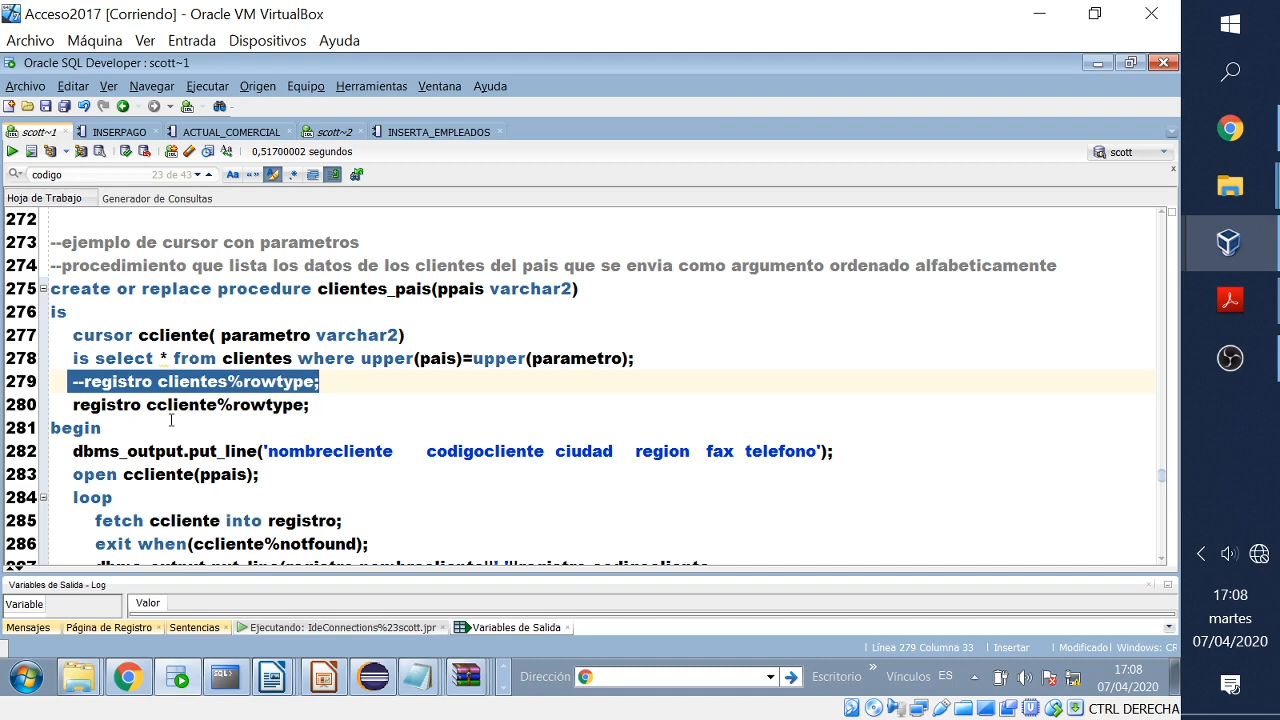 Acceso2017 [Corriendo] - Oracle VM VirtualBox
Archivo Máquina Ver Entrada Dispositivos Ayuda
Oracle SQL Developer : scott~1
Archivo Editar Ver Navegar Ejecutar Origen Equipo Herramientas Ventana Ayuda
scott~1 INSERPAGO ACTUAL_COMERCIAL scott~2 INSERTA_EMPLEADOS
0,51700002 segundos scott
codigo 23 de 43 Aa
Hoja de Trabajo Generador de Consultas
272
273 --ejemplo de cursor con parametros
274 --procedimiento que lista los datos de los clientes del pais que se envia como argumento ordenado alfabeticamente
275 create or replace procedure clientes_pais(ppais varchar2)
276 is
277 cursor ccliente( parametro varchar2)
278 is select * from clientes where upper(pais)=upper(parametro);
279 --registro clientes%rowtype;
280 registro ccliente%rowtype;
281 begin
282 dbms_output.put_line('nombrecliente codigocliente ciudad region fax telefono');
283 open ccliente(ppais);
284 loop
285 fetch ccliente into registro;
286 exit when(ccliente%notfound);
Variables de Salida - Log
Variable Valor
Mensajes Página de Registro Sentencias Ejecutando: IdeConnections%23scott.jpr Variables de Salida
Línea 279 Columna 33 Insertar Modificado Windows: CR
Dirección Escritorio » Vínculos ES 17:08
07/04/2020
CTRL DERECHA
17:08
martes
07/04/2020